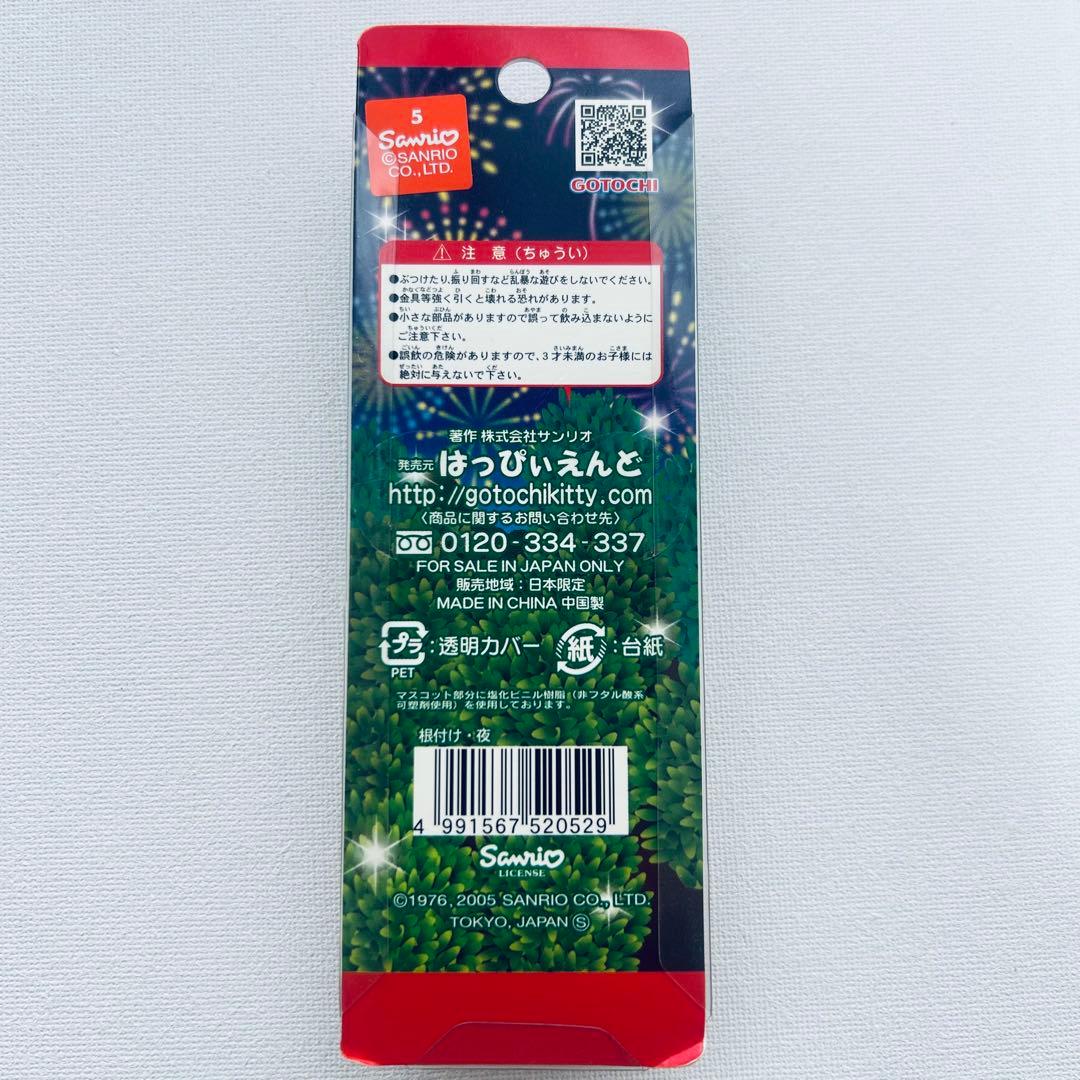 5
Sanrio
©SANRIO
CO.,LTD.
GOTOCHI
⚠ 注 意（ちゅうい）
●ぶつけたり、振り回すなど乱暴な遊びをしないでください。
●金具等強く引くと壊れる恐れがあります。
●小さな部品がありますので誤って飲み込まないように
ご注意下さい。
●誤飲の危険がありますので、3才未満のお子様には
絶対に与えないで下さい。
著作 株式会社サンリオ
発売元 はっぴぃえんど
http://gotochikitty.com
〈商品に関するお問い合わせ先〉
0120-334-337
FOR SALE IN JAPAN ONLY
販売地域：日本限定
MADE IN CHINA 中国製
プラ：透明カバー 紙：台紙
PET
マスコット部分に塩化ビニル樹脂（非フタル酸系
可塑剤使用）を使用しております。
根付け・夜
4 991567 520529
Sanrio
LICENSE
©1976, 2005 SANRIO CO., LTD.
TOKYO, JAPAN Ⓢ